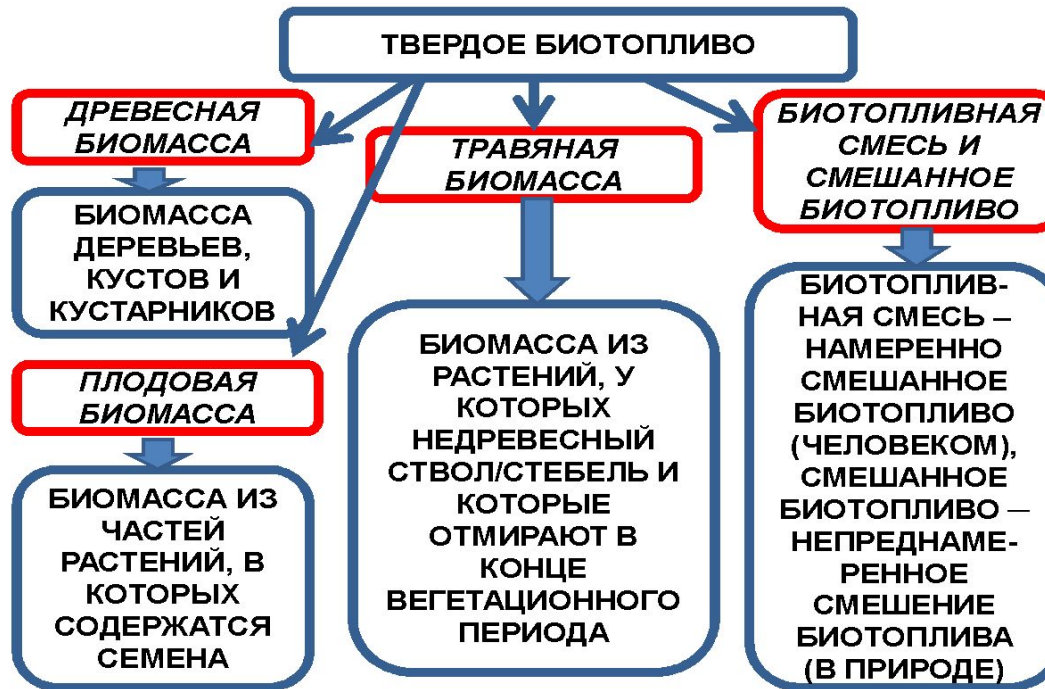 ТВЕРДОЕ БИОТОПЛИВО
ДРЕВЕСНАЯ
БИОМАССА
БИОМАССА
ДЕРЕВЬЕВ,
КУСТОВ И
КУСТАРНИКОВ
ПЛОДОВАЯ
БИОМАССА
БИОМАССА ИЗ
ЧАСТЕЙ
РАСТЕНИЙ, В
КОТОРЫХ
СОДЕРЖАТСЯ
СЕМЕНА
ТРАВЯНАЯ
БИОМАССА
БИОМАССА ИЗ
РАСТЕНИЙ, У
КОТОРЫХ
НЕДРЕВЕСНЫЙ
СТВОЛ/СТЕБЕЛЬ И
КОТОРЫЕ
ОТМИРАЮТ В
КОНЦЕ
ВЕГЕТАЦИОННОГО
ПЕРИОДА
БИОТОПЛИВНАЯ
СМЕСЬ И
СМЕШАННОЕ
БИОТОПЛИВО
БИОТОПЛИВ-
НАЯ СМЕСЬ –
НАМЕРЕННО
СМЕШАННОЕ
БИОТОПЛИВО
(ЧЕЛОВЕКОМ),
СМЕШАННОЕ
БИОТОПЛИВО —
НЕПРЕДНАМЕ-
РЕННОЕ
СМЕШЕНИЕ
БИОТОПЛИВА
(В ПРИРОДЕ)